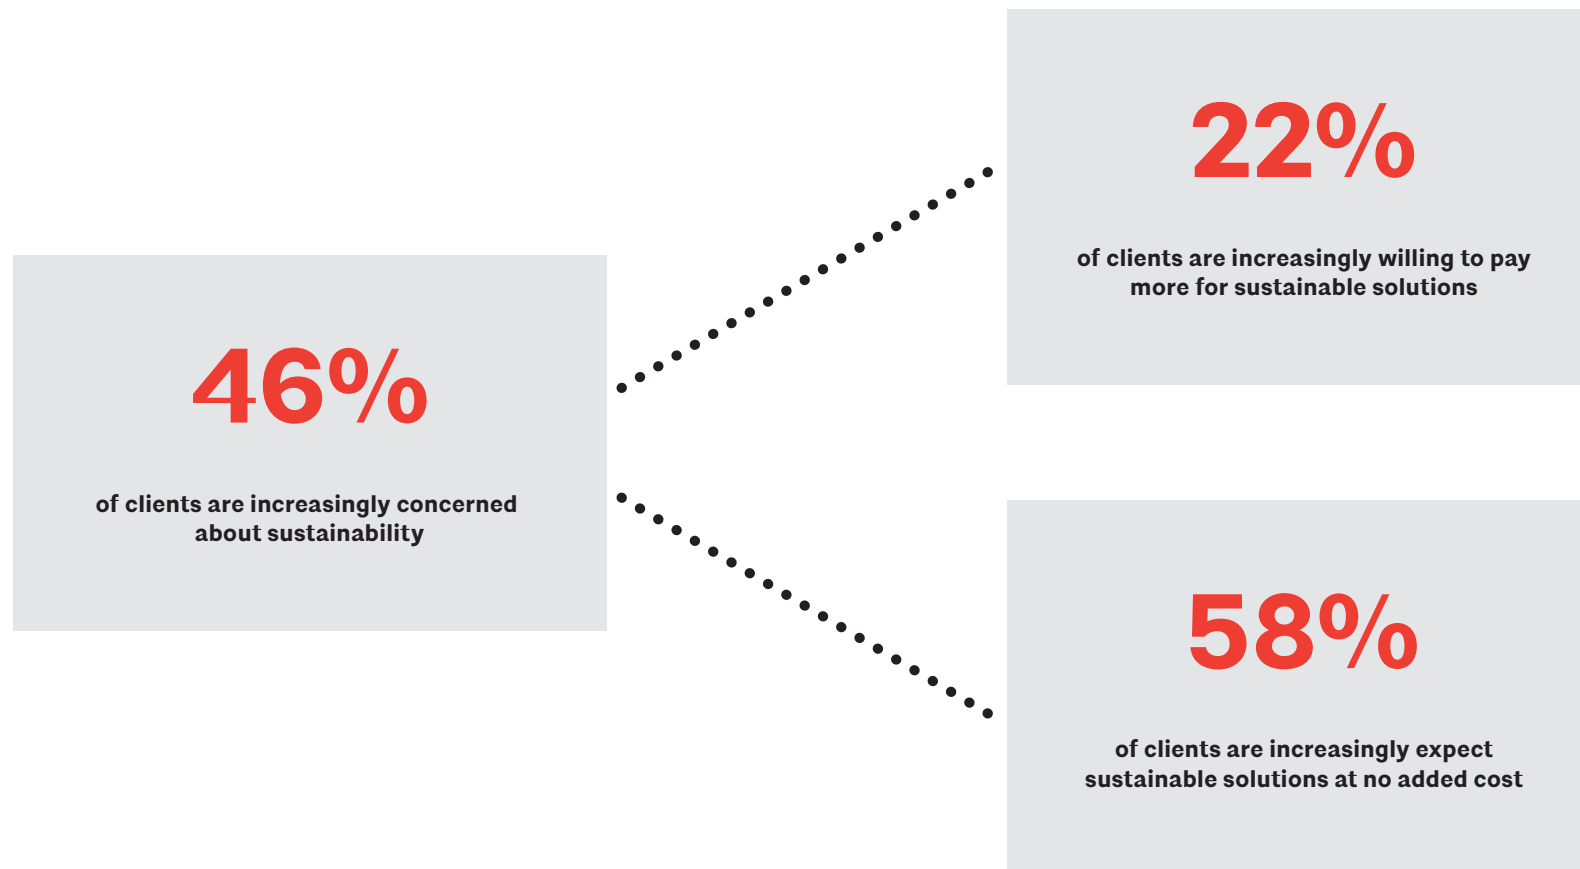 46%
of clients are increasingly concerned
about sustainability
22%
of clients are increasingly willing to pay
more for sustainable solutions
58%
of clients are increasingly expect
sustainable solutions at no added cost